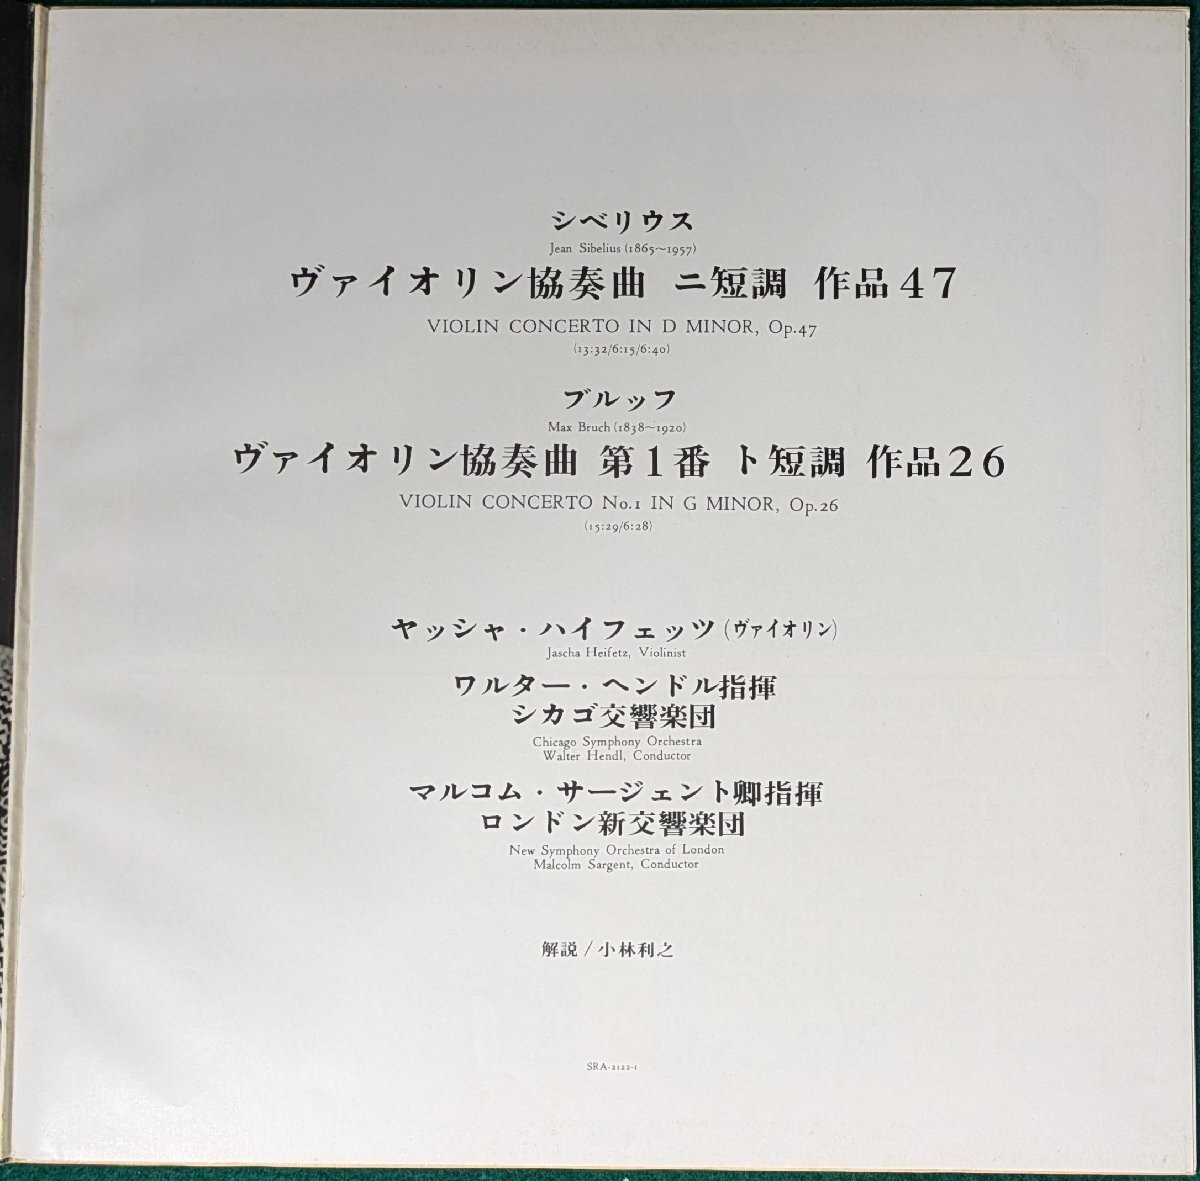 シベリウス
Jean Sibelius (1865〜1957)
ヴァイオリン協奏曲 ニ短調 作品47
VIOLIN CONCERTO IN D MINOR, Op.47
(13:32/6:15/6:40)
ブルッフ
Max Bruch (1838〜1920)
ヴァイオリン協奏曲 第1番 ト短調 作品26
VIOLIN CONCERTO No.1 IN G MINOR, Op.26
(15:29/6:28)
ヤッシャ・ハイフェッツ(ヴァイオリン)
Jascha Heifetz, Violinist
ワルター・ヘンドル指揮
シカゴ交響楽団
Chicago Symphony Orchestra
Walter Hendl, Conductor
マルコム・サージェント卿指揮
ロンドン新交響楽団
New Symphony Orchestra of London
Malcolm Sargent, Conductor
解説/小林利之
SRA-2122-1